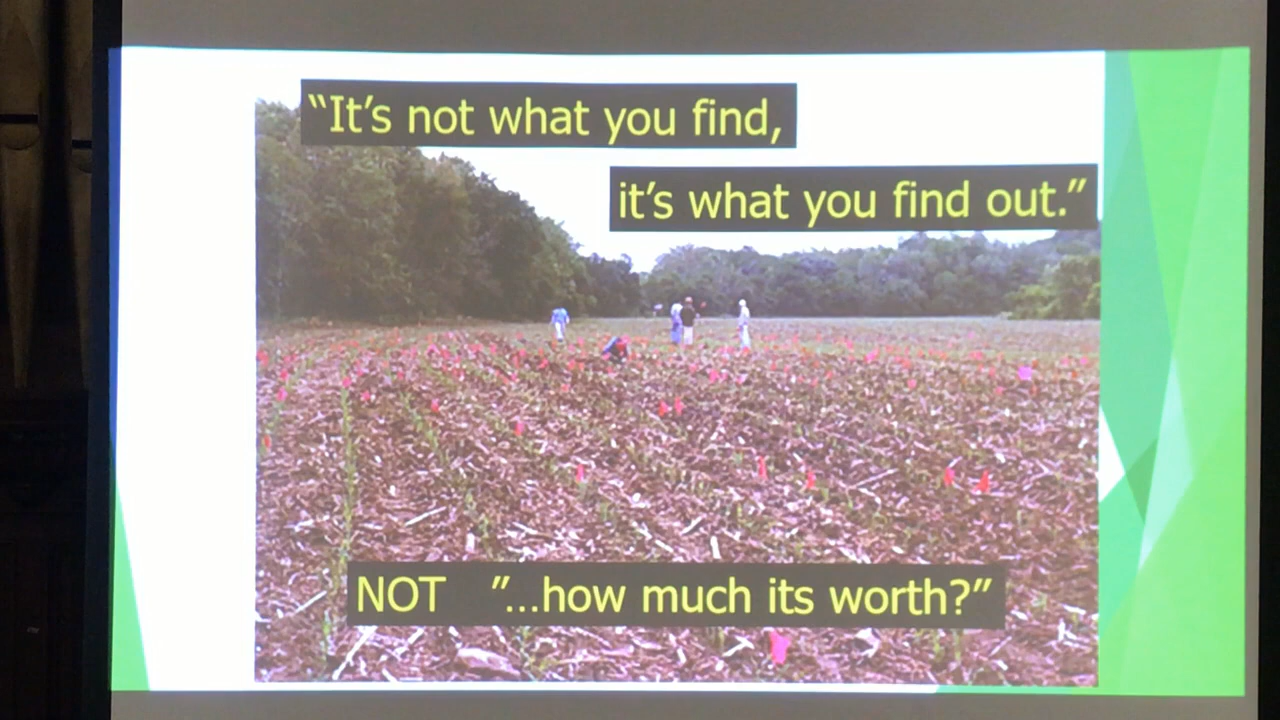 “It’s not what you find,
it’s what you find out.”
NOT ”...how much its worth?”